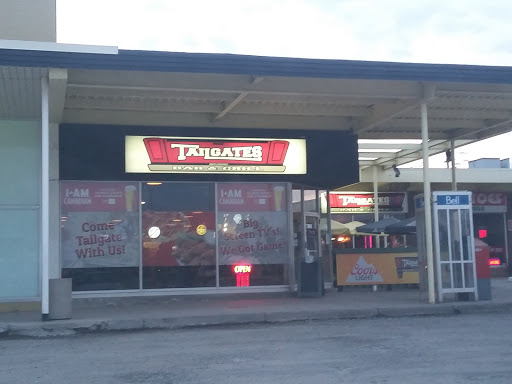 TAILGATES
BAR & GRILL
I AM
CANADIAN
Come
Tailgate
With Us!
I AM
CANADIAN
Big
Screen TV's!
We Got Game!
OPEN
TAILGATES
Coors
LIGHT
Bell